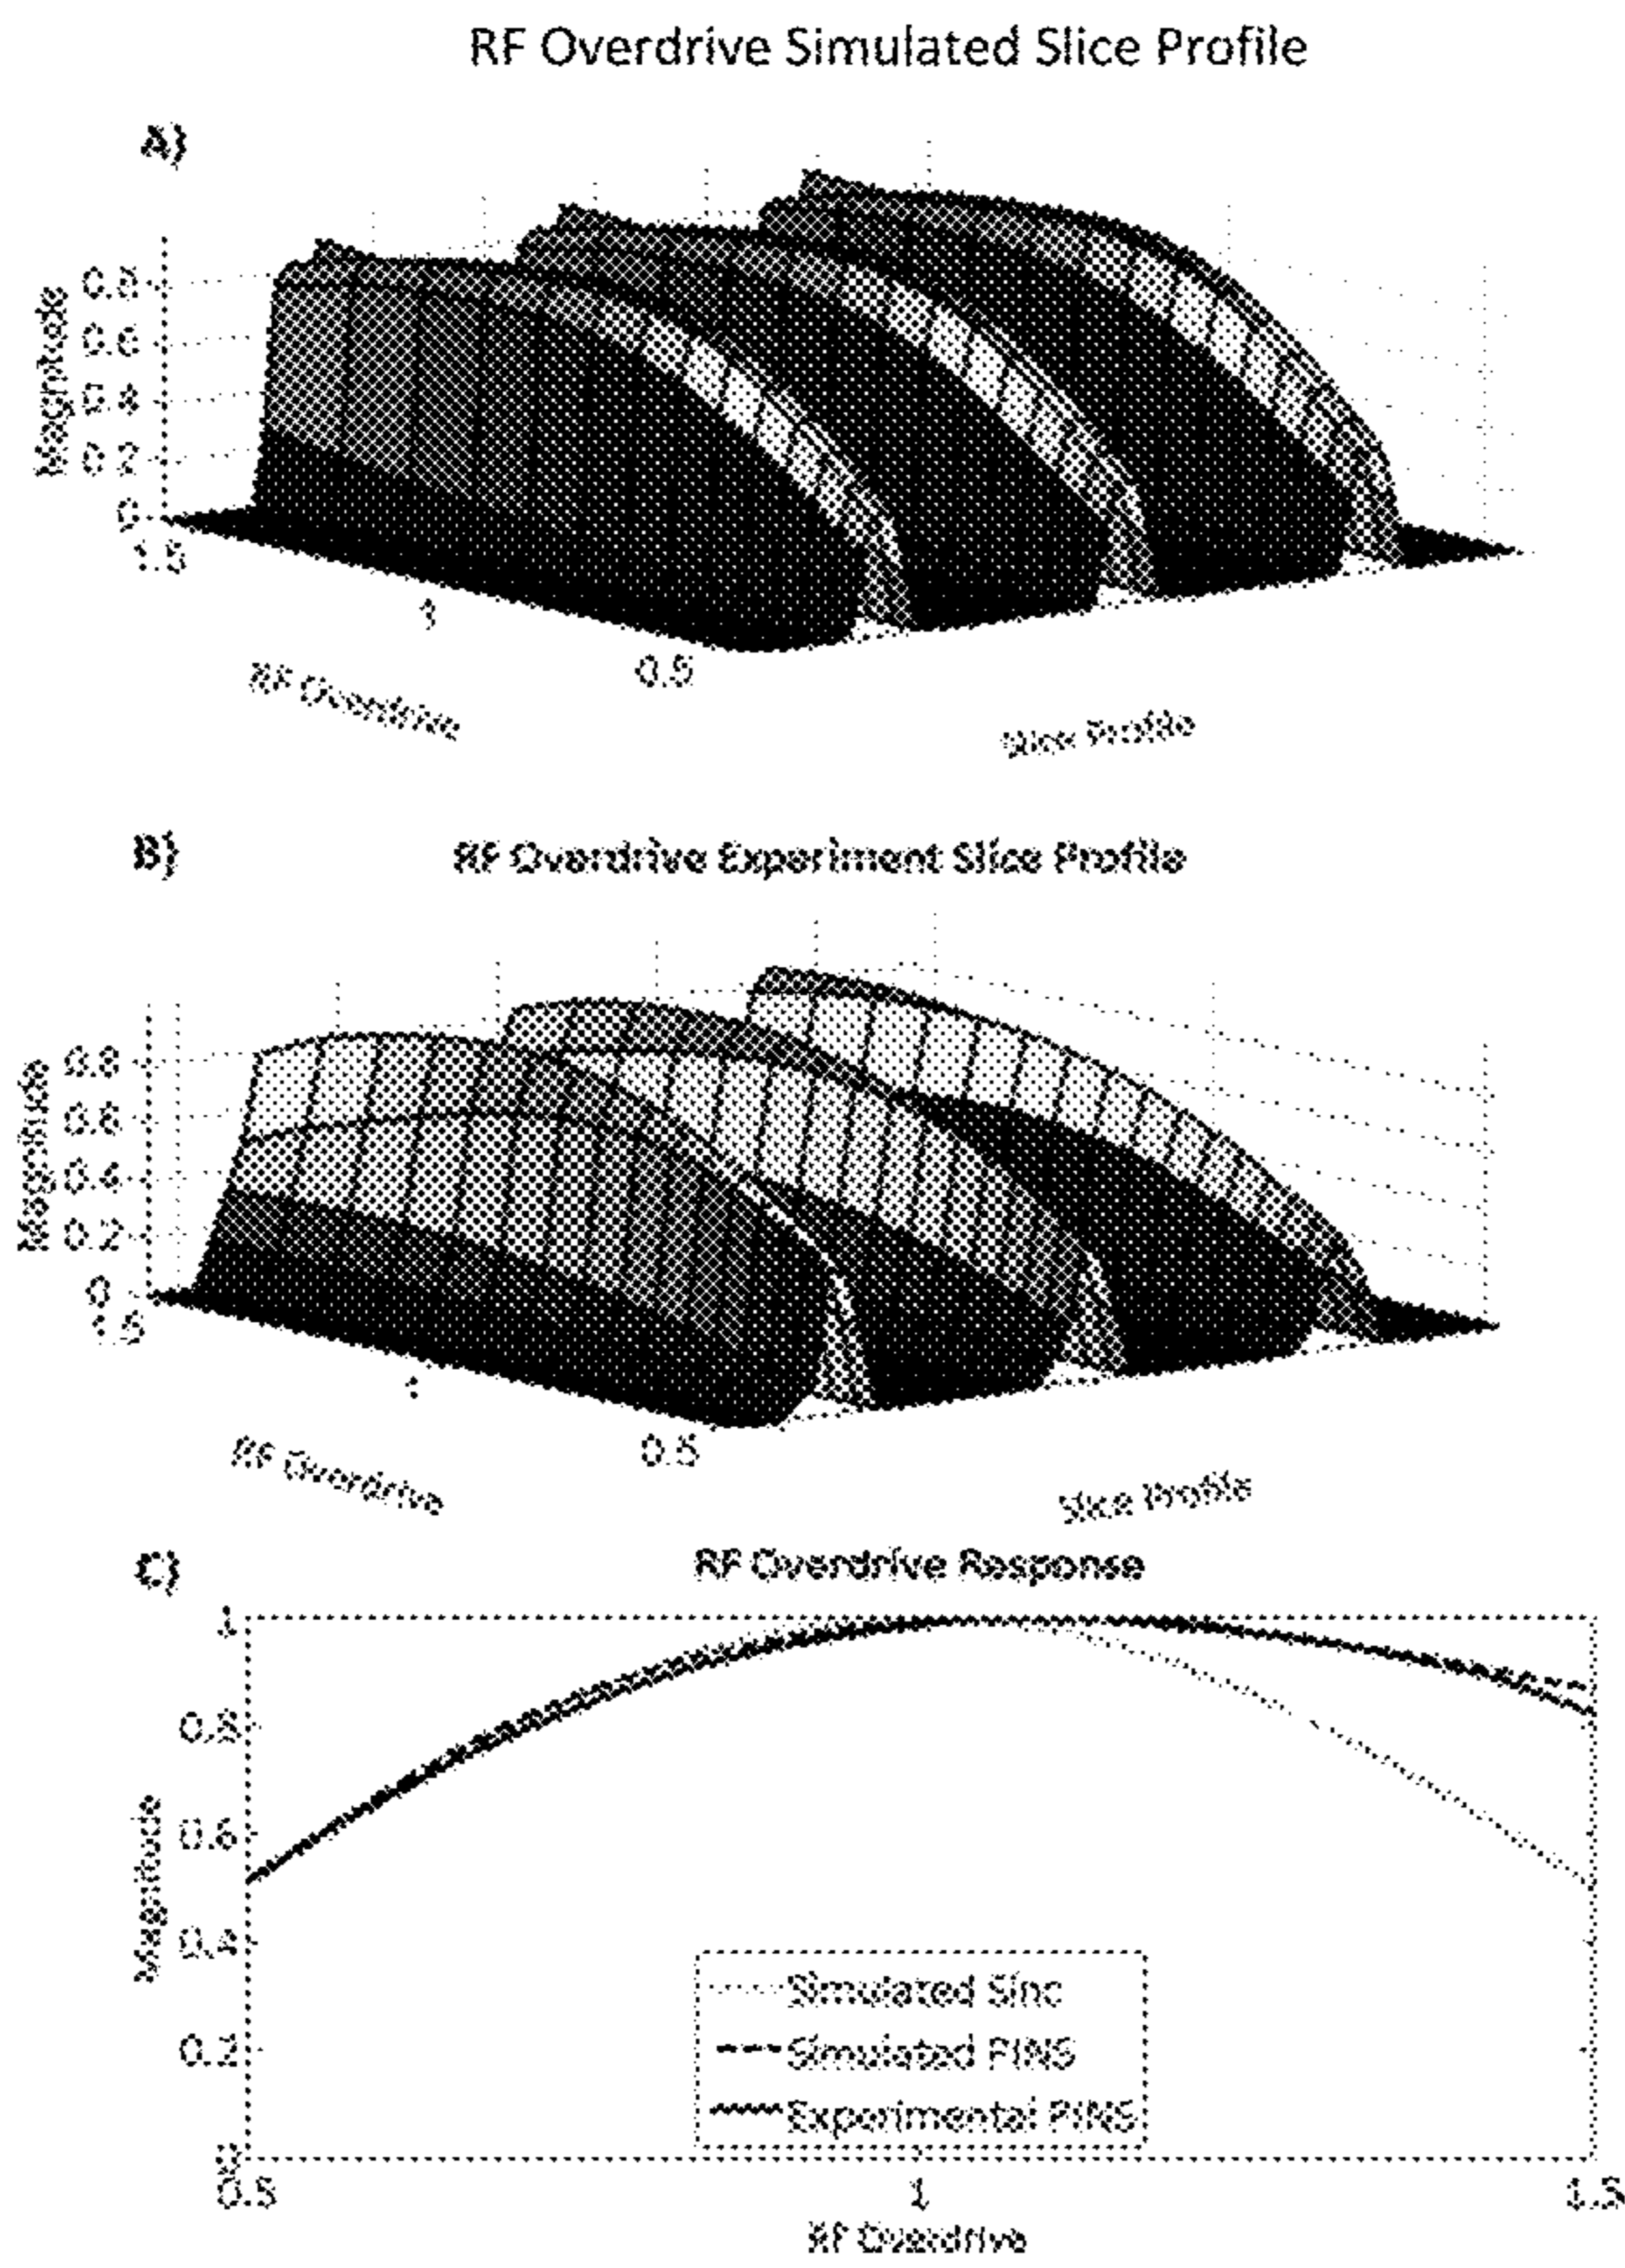 RF Overdrive Simulated Slice Profile
A)
Magnitude
0.8
0.6
0.4
0.2
0
1.5
1
0.5
RF Overdrive
Slice Profile
B)
RF Overdrive Experiment Slice Profile
Magnitude
0.8
0.6
0.4
0.2
0
1.5
1
0.5
RF Overdrive
Slice Profile
C)
RF Overdrive Response
Magnitude
1
0.8
0.6
0.4
0.2
0.5
1
1.5
Simulated Sinc
Simulated PINS
Experimental PINS
Rf Overdrive